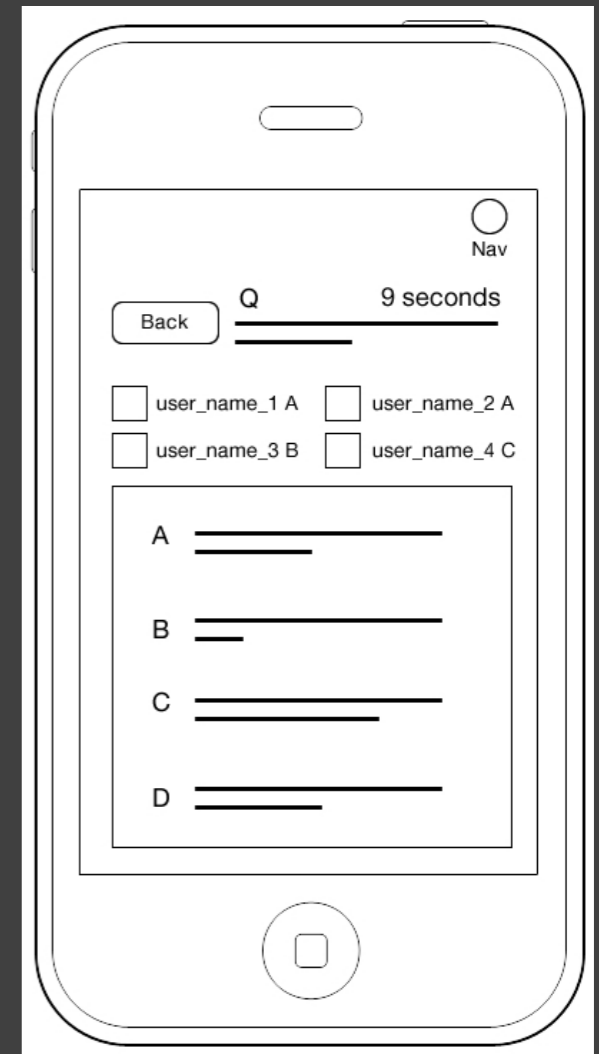 Nav
Q 9 seconds
Back
user_name_1 A user_name_2 A
user_name_3 B user_name_4 C
A
B
C
D